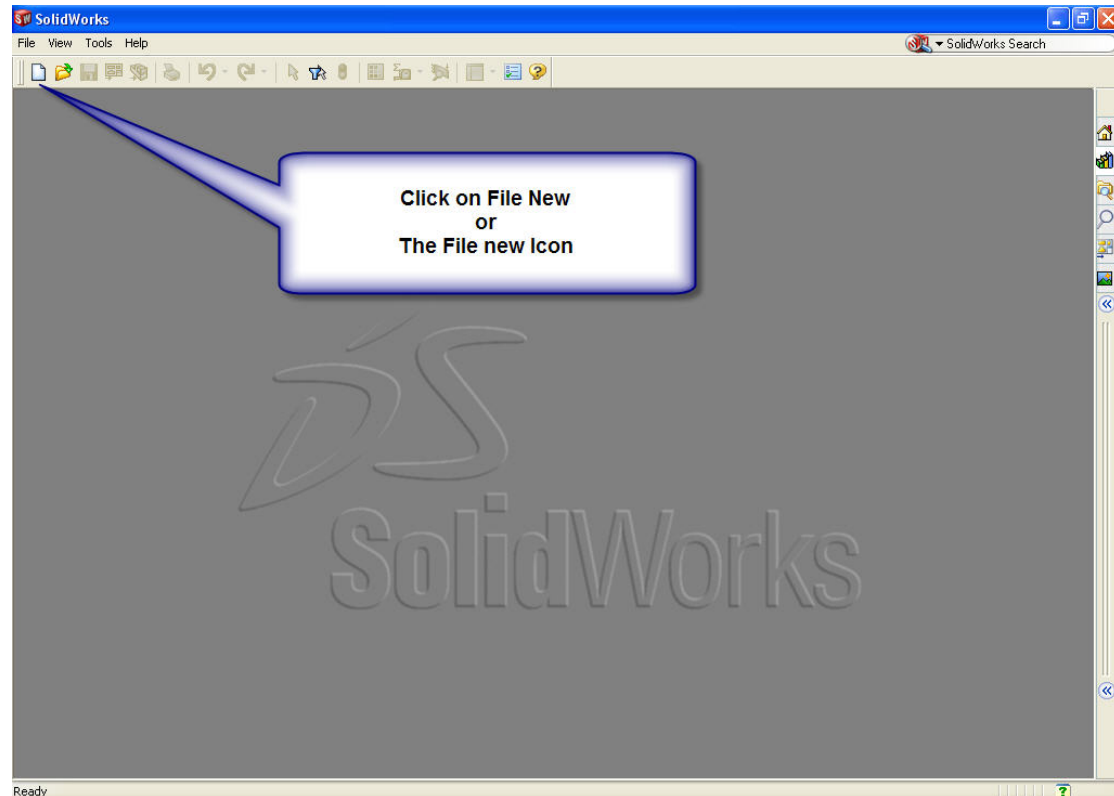 SolidWorks
File View Tools Help
SolidWorks Search
Click on File New
or
The File new Icon
SolidWorks
Ready